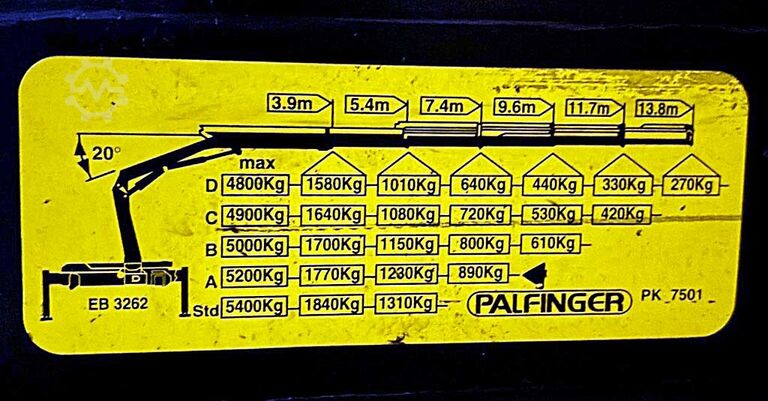 3.9m 5.4m 7.4m 9.6m 11.7m 13.8m
20°
max
D 4800Kg 1580Kg 1010Kg 640Kg 440Kg 330Kg 270Kg
C 4900Kg 1640Kg 1080Kg 720Kg 530Kg 420Kg
B 5000Kg 1700Kg 1150Kg 800Kg 610Kg
A 5200Kg 1770Kg 1230Kg 890Kg
Std 5400Kg 1840Kg 1310Kg
EB 3262
PALFINGER PK 7501